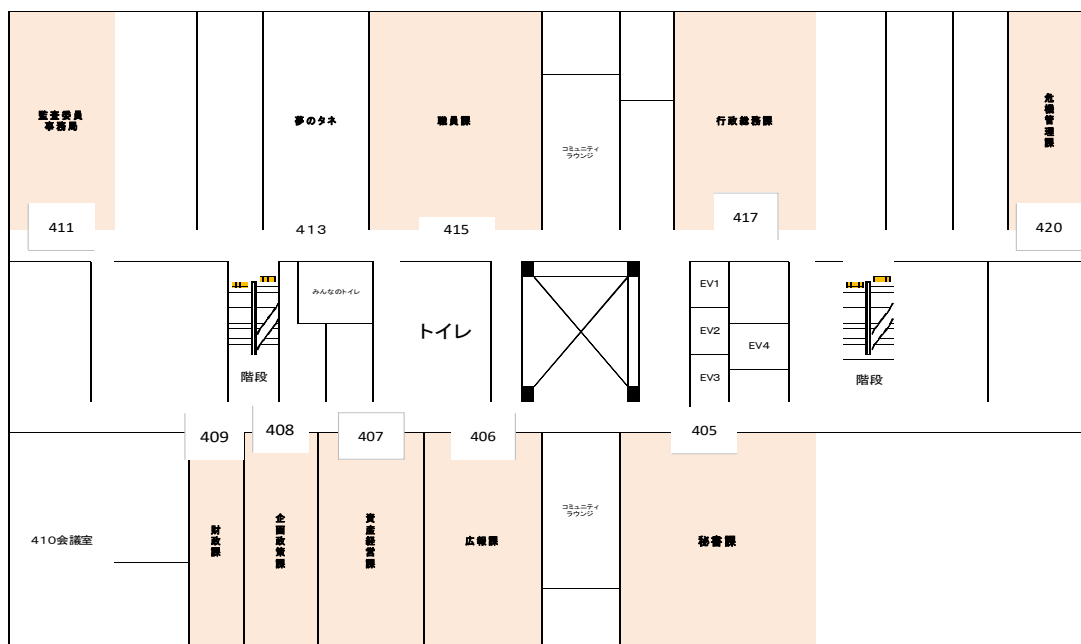 監査委員
事務局
夢のタネ
職員課
コミュニティ
ラウンジ
行政総務課
危機管理課
411
413
415
417
420
みんなのトイレ
トイレ
EV1
EV2
EV3
EV4
階段
階段
409
408
407
406
405
410会議室
財政課
企画政策課
資産経営課
広報課
コミュニティ
ラウンジ
秘書課